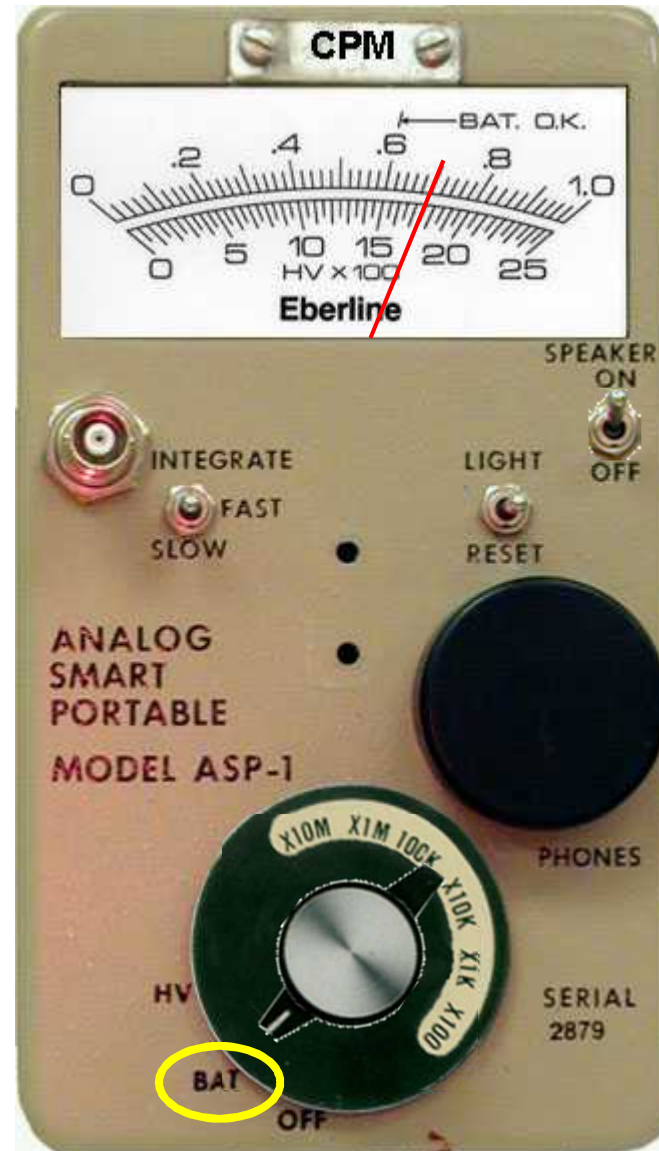 CPM
BAT. O.K.
0 .2 .4 .6 .8 1.0
0 5 10 15 20 25
HV x 100
Eberline
SPEAKER
ON
OFF
INTEGRATE
FAST
SLOW
LIGHT
RESET
ANALOG
SMART
PORTABLE
MODEL ASP-1
PHONES
X10M X1M 100K X10K X1K X100
HV
BAT
OFF
SERIAL
2879